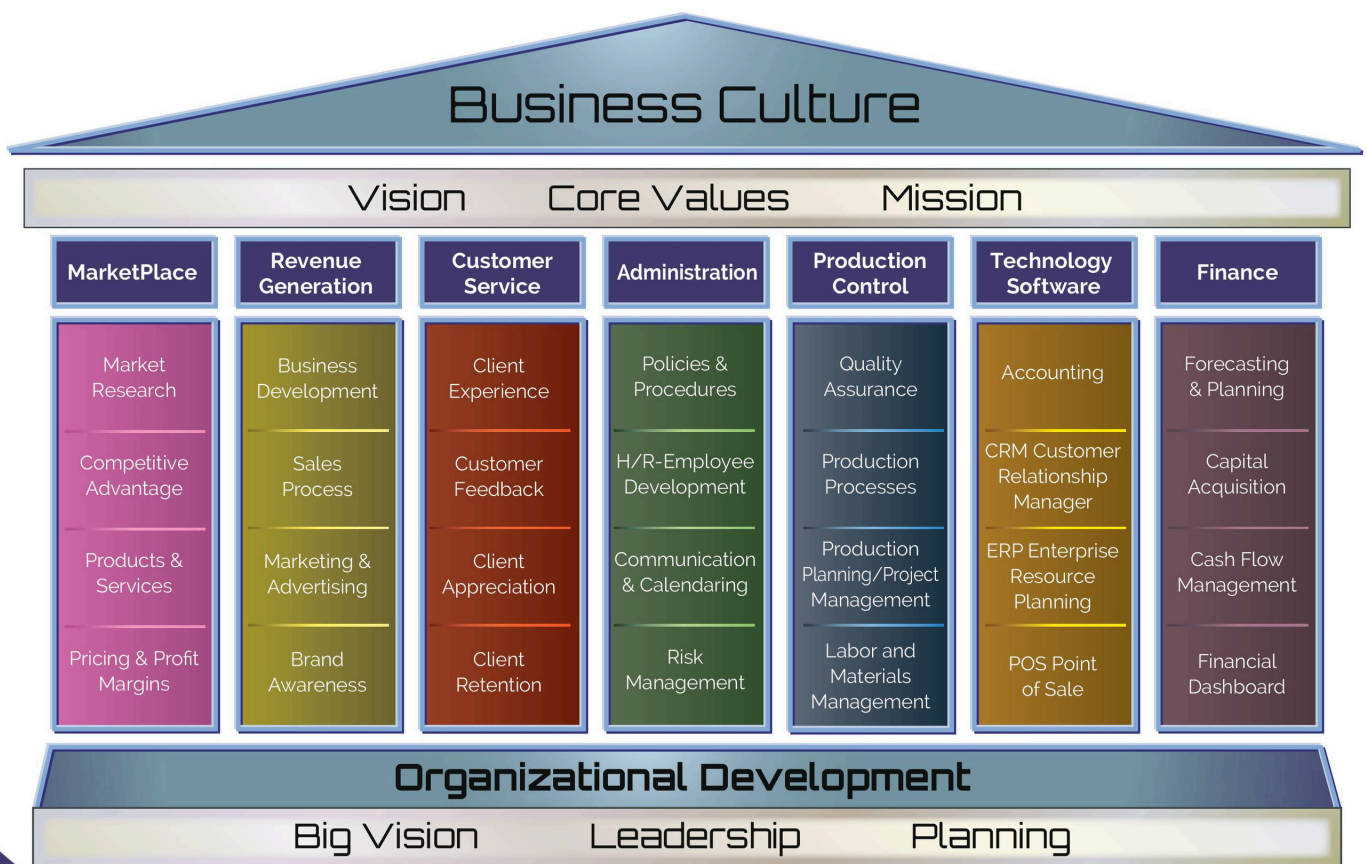 Business Culture
Vision Core Values Mission
MarketPlace
Revenue
Generation
Customer
Service
Administration
Production
Control
Technology
Software
Finance
Market
Research
Competitive
Advantage
Products &
Services
Pricing & Profit
Margins
Business
Development
Sales
Process
Marketing &
Advertising
Brand
Awareness
Client
Experience
Customer
Feedback
Client
Appreciation
Client
Retention
Policies &
Procedures
H/R-Employee
Development
Communication
& Calendaring
Risk
Management
Quality
Assurance
Production
Processes
Production
Planning/Project
Management
Labor and
Materials
Management
Accounting
CRM Customer
Relationship
Manager
ERP Enterprise
Resource
Planning
POS Point
of Sale
Forecasting
& Planning
Capital
Acquisition
Cash Flow
Management
Financial
Dashboard
Organizational Development
Big Vision Leadership Planning